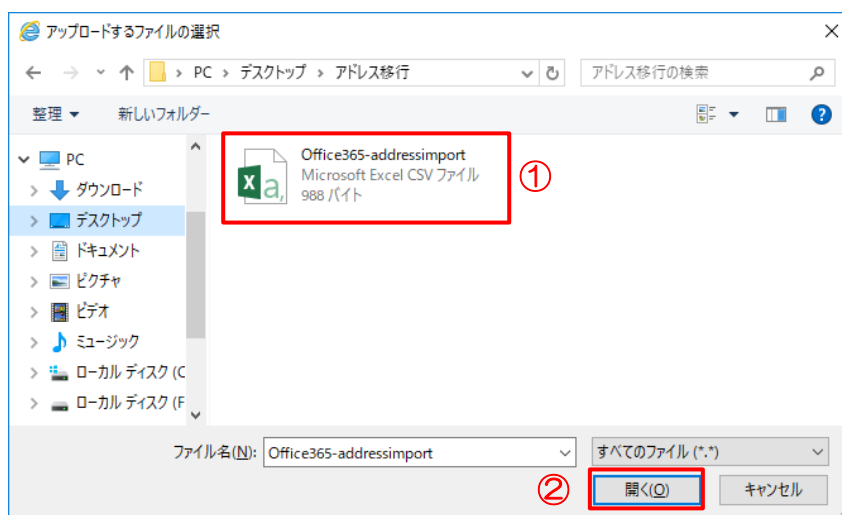 アップロードするファイルの選択
PC > デスクトップ > アドレス移行
アドレス移行の検索
整理
新しいフォルダー
PC
ダウンロード
デスクトップ
ドキュメント
ピクチャ
ビデオ
ミュージック
ローカル ディスク (C
ローカル ディスク (F
Office365-addressimport
Microsoft Excel CSV ファイル
988 バイト
①
ファイル名(N): Office365-addressimport
すべてのファイル (*.*)
②
開く(O)
キャンセル